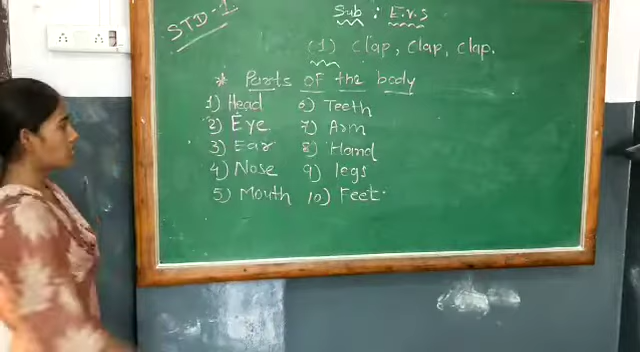 STD-1
Sub : E.v.s
(1) Clap, Clap, Clap.
* Parts of the body
1) Head 6) Teeth
2) Eye 7) Arm
3) Ear 8) Hand
4) Nose 9) legs
5) Mouth 10) Feet.